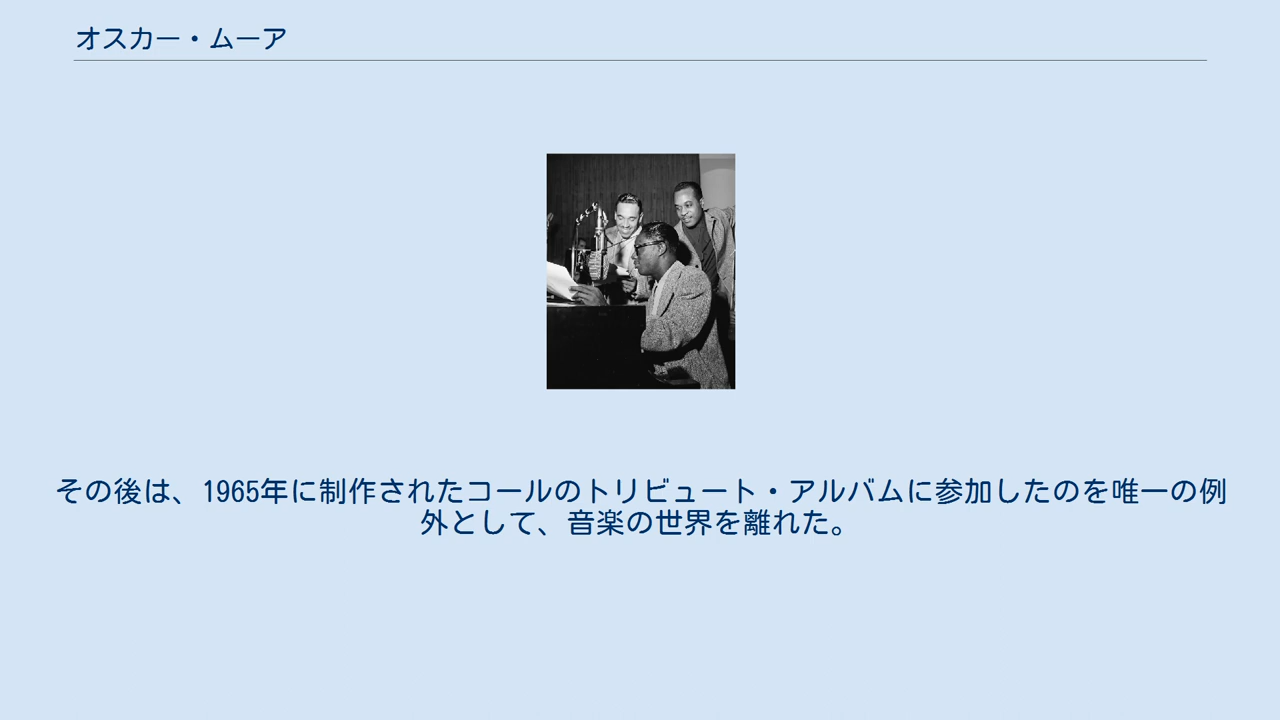 オスカー・ムーア
その後は、1965年に制作されたコールのトリビュート・アルバムに参加したのを唯一の例
外として、音楽の世界を離れた。